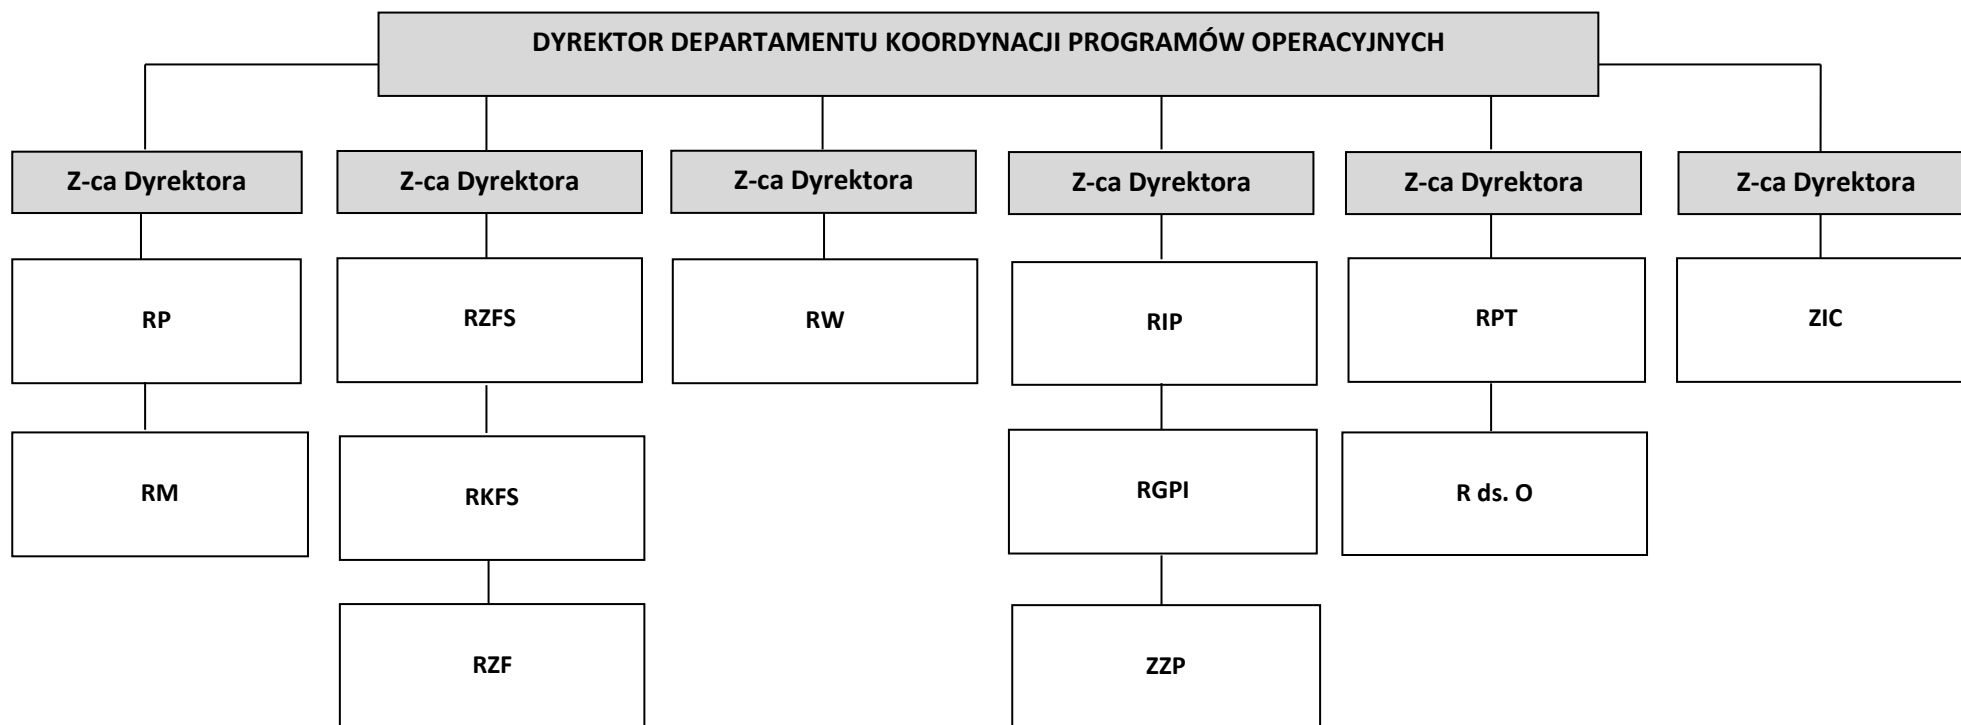 DYREKTOR DEPARTAMENTU KOORDYNACJI PROGRAMÓW OPERACYJNYCH
Z-ca Dyrektora
Z-ca Dyrektora
Z-ca Dyrektora
Z-ca Dyrektora
Z-ca Dyrektora
Z-ca Dyrektora
RP
RZFS
RW
RIP
RPT
ZIC
RM
RKFS
RGPI
R ds. O
RZF
ZZP